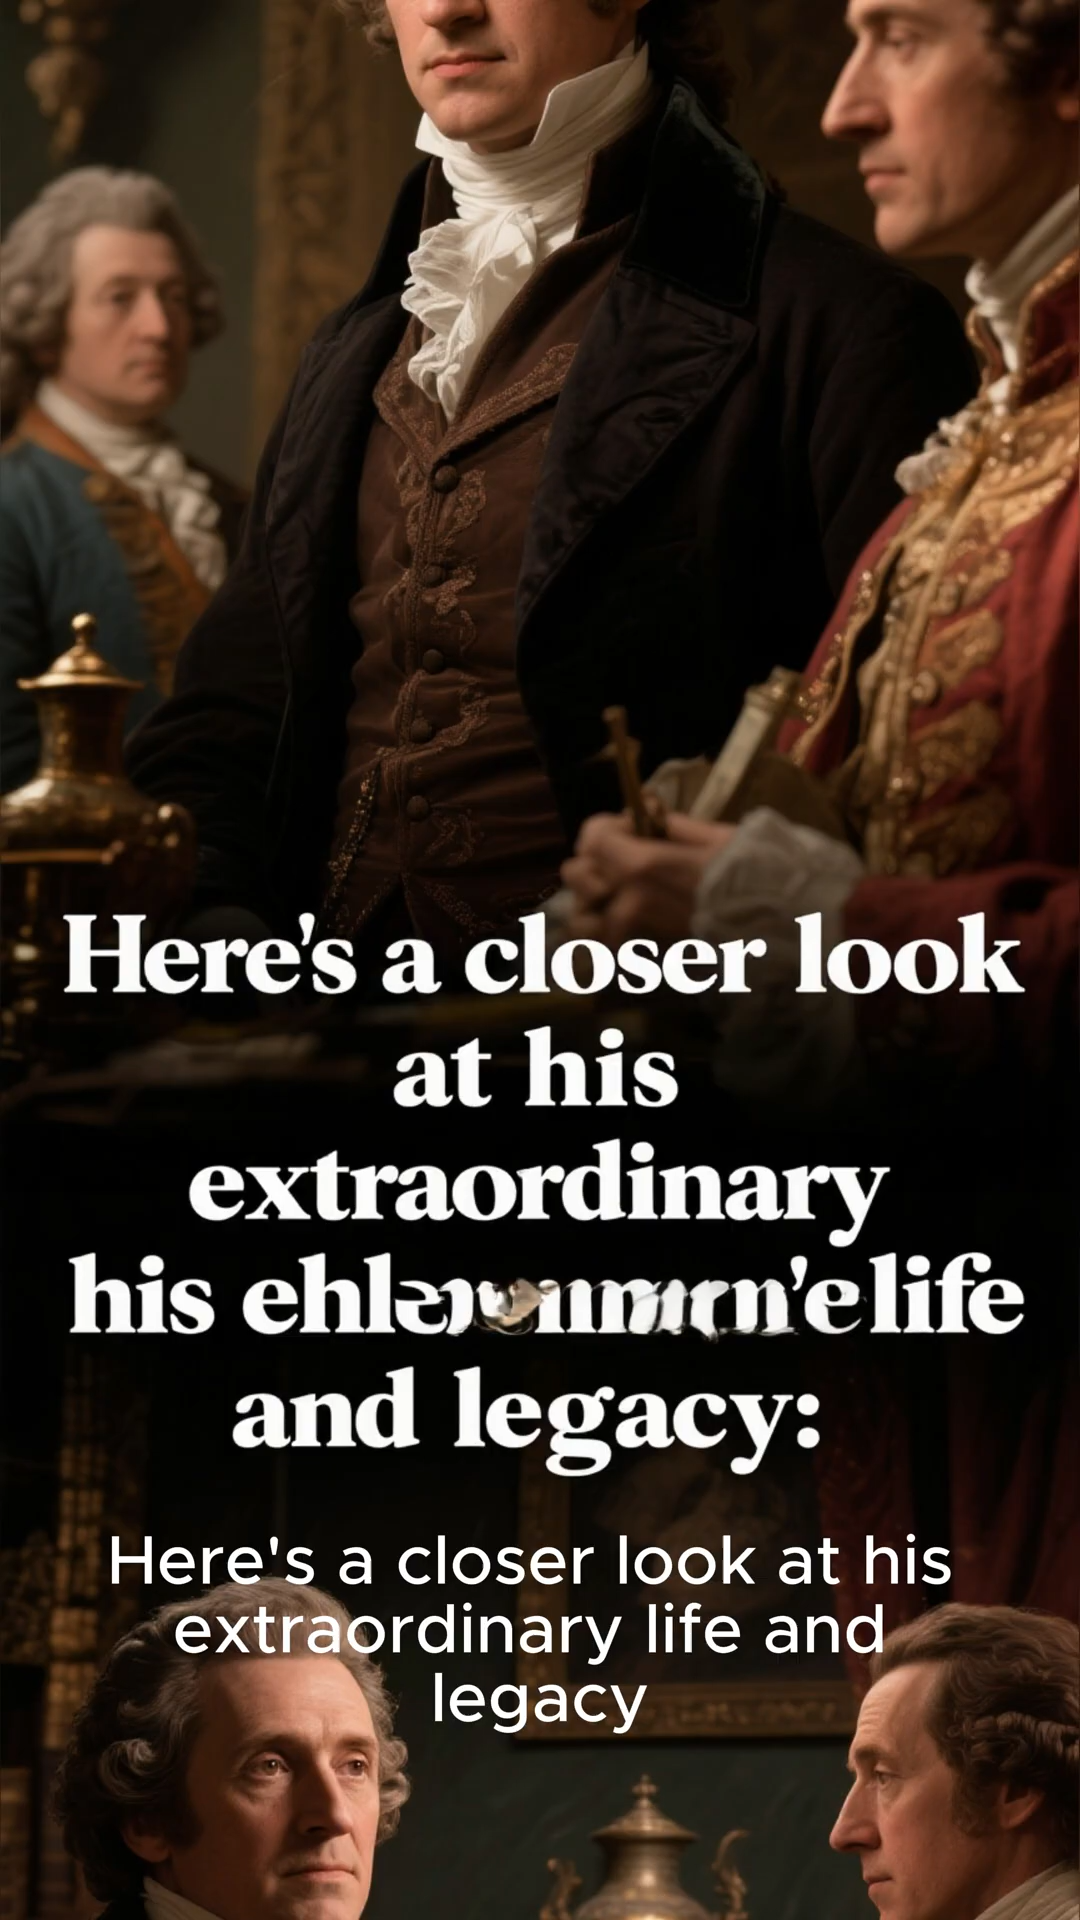 Here's a closer look
at his
extraordinary
his life
and legacy:
Here's a closer look at his
extraordinary life and
legacy